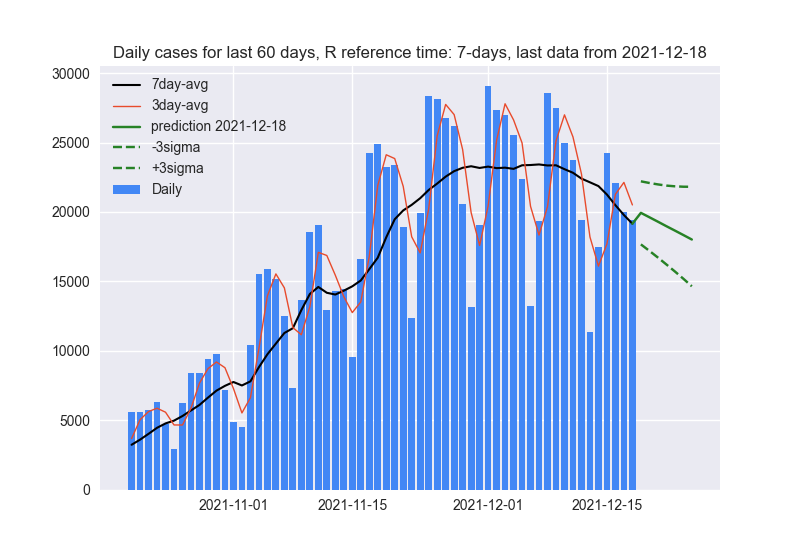 Daily cases for last 60 days, R reference time: 7-days, last data from 2021-12-18
30000
25000
20000
15000
10000
5000
0
7day-avg
3day-avg
prediction 2021-12-18
-3sigma
+3sigma
Daily
2021-11-01
2021-11-15
2021-12-01
2021-12-15